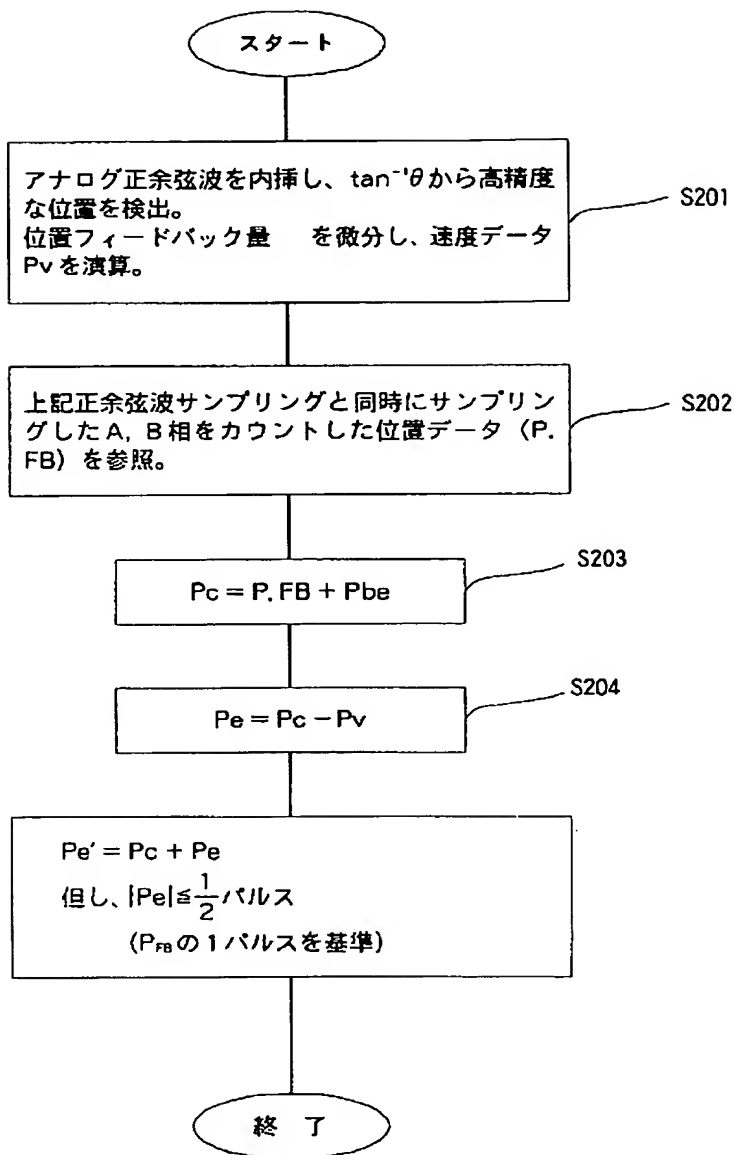 スタート
アナログ正余弦波を内挿し、tan⁻¹θから高精度
な位置を検出。
位置フィードバック量　　を微分し、速度データ
Pvを演算。
S201
上記正余弦波サンプリングと同時にサンプリン
グしたA, B相をカウントした位置データ（P.
FB）を参照。
S202
Pc = P. FB + Pbe
S203
Pe = Pc − Pv
S204
Pe′ = Pc + Pe
但し、|Pe|≦1/2パルス
(PFBの1パルスを基準)
終 了